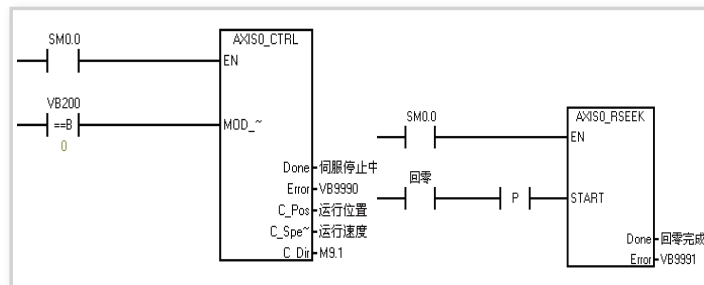 SM0.0
AXIS0_CTRL
EN
VB200
==B
0
MOD_~
Done 伺服停止中
Error VB9990
C_Pos 运行位置
C_Spe~ 运行速度
C_Dir M9.1
SM0.0
AXIS0_RSEEK
EN
回零
P
START
Done 回零完成
Error VB9991